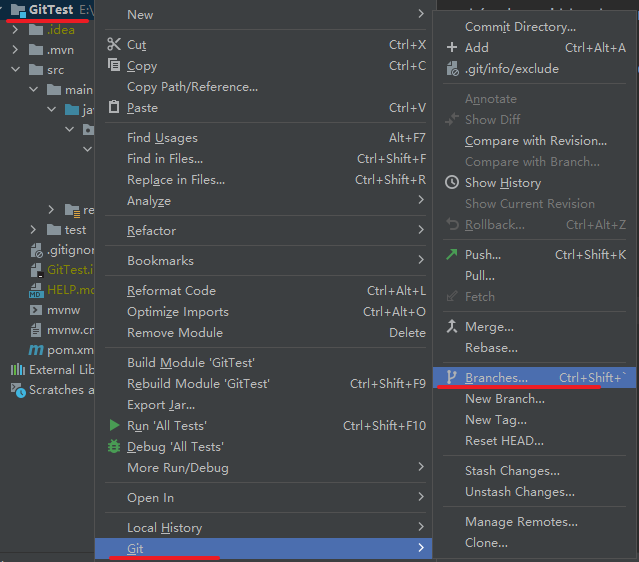 GitTest E:\
.idea
.mvn
src
main
re
test
.gitignor
GitTest.i
HELP.md
mvnw
mvnw.cm
pom.xm
External Lib
Scratches a
New
Cut Ctrl+X
Copy Ctrl+C
Copy Path/Reference...
Paste Ctrl+V
Find Usages Alt+F7
Find in Files... Ctrl+Shift+F
Replace in Files... Ctrl+Shift+R
Analyze
Refactor
Bookmarks
Reformat Code Ctrl+Alt+L
Optimize Imports Ctrl+Alt+O
Remove Module Delete
Build Module 'GitTest'
Rebuild Module 'GitTest' Ctrl+Shift+F9
Export Jar...
Run 'All Tests' Ctrl+Shift+F10
Debug 'All Tests'
More Run/Debug
Open In
Local History
Git
Commit Directory...
Add Ctrl+Alt+A
.git/info/exclude
Annotate
Show Diff
Compare with Revision...
Compare with Branch...
Show History
Show Current Revision
Rollback... Ctrl+Alt+Z
Push... Ctrl+Shift+K
Pull...
Fetch
Merge...
Rebase...
Branches... Ctrl+Shift+`
New Branch...
New Tag...
Reset HEAD...
Stash Changes...
Unstash Changes...
Manage Remotes...
Clone...